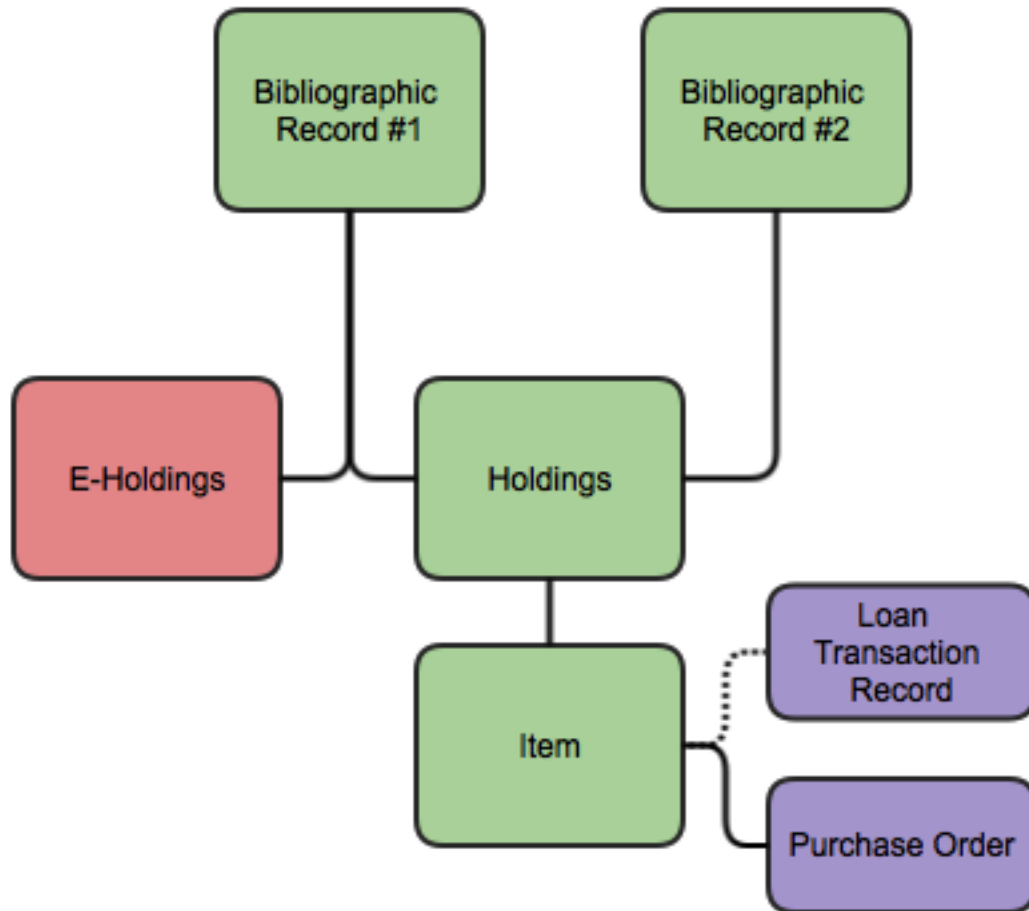 Bibliographic
Record #1
Bibliographic
Record #2
E-Holdings
Holdings
Loan
Transaction
Record
Item
Purchase Order